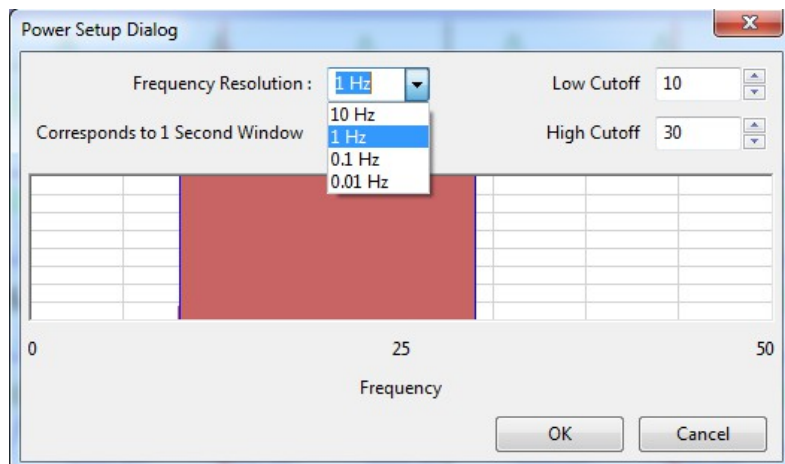 Power Setup Dialog
Frequency Resolution : 1 Hz Low Cutoff 10
10 Hz
Corresponds to 1 Second Window 1 Hz High Cutoff 30
0.1 Hz
0.01 Hz
0 25 50
Frequency
OK Cancel